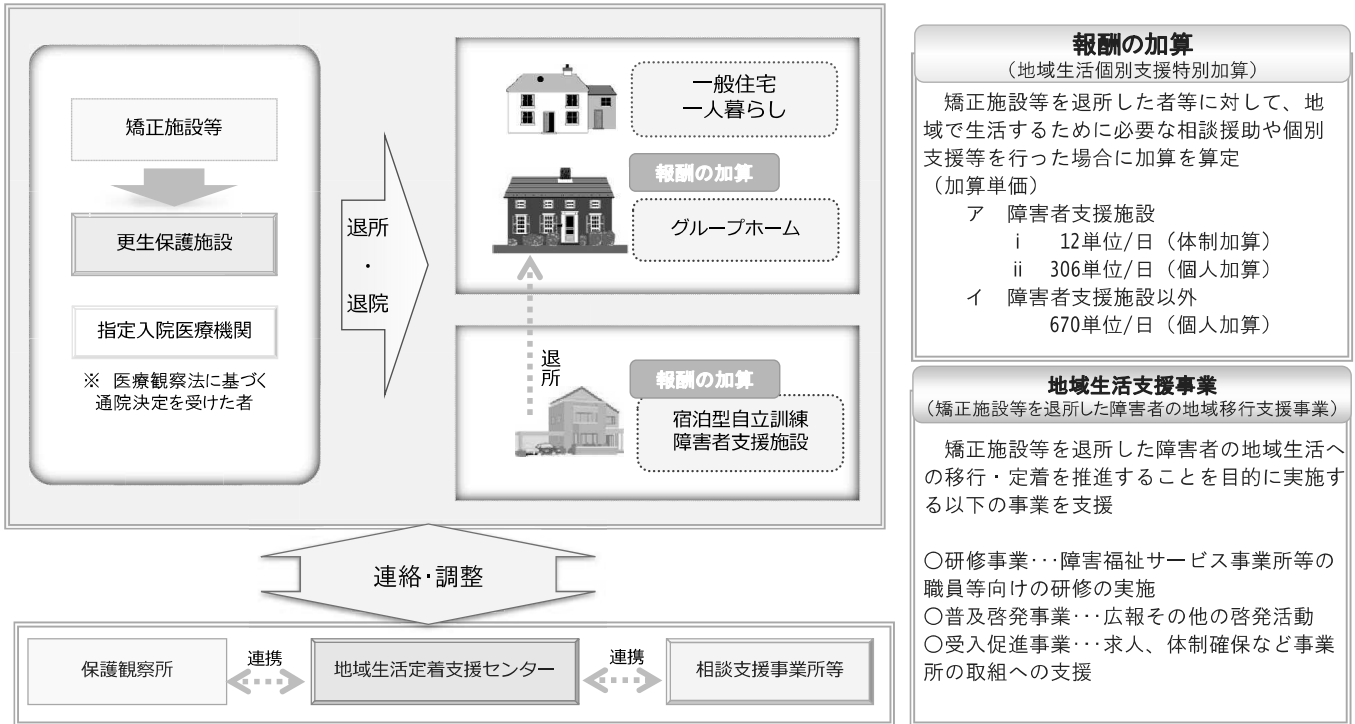 矯正施設等
更生保護施設
指定入院医療機関
※ 医療観察法に基づく
通院決定を受けた者
退所
・
退院
一般住宅
一人暮らし
報酬の加算
グループホーム
退所
報酬の加算
宿泊型自立訓練
障害者支援施設
連絡・調整
保護観察所
連携
地域生活定着支援センター
連携
相談支援事業所等
報酬の加算
（地域生活個別支援特別加算）
矯正施設等を退所した者等に対して、地
域で生活するために必要な相談援助や個別
支援等を行った場合に加算を算定
（加算単価）
ア 障害者支援施設
ⅰ 12単位/日（体制加算）
ⅱ 306単位/日（個人加算）
イ 障害者支援施設以外
670単位/日（個人加算）
地域生活支援事業
（矯正施設等を退所した障害者の地域移行支援事業）
矯正施設等を退所した障害者の地域生活へ
の移行・定着を推進することを目的に実施す
る以下の事業を支援
○研修事業･･･障害福祉サービス事業所等の
職員等向けの研修の実施
○普及啓発事業･･･広報その他の啓発活動
○受入促進事業･･･求人、体制確保など事業
所の取組への支援